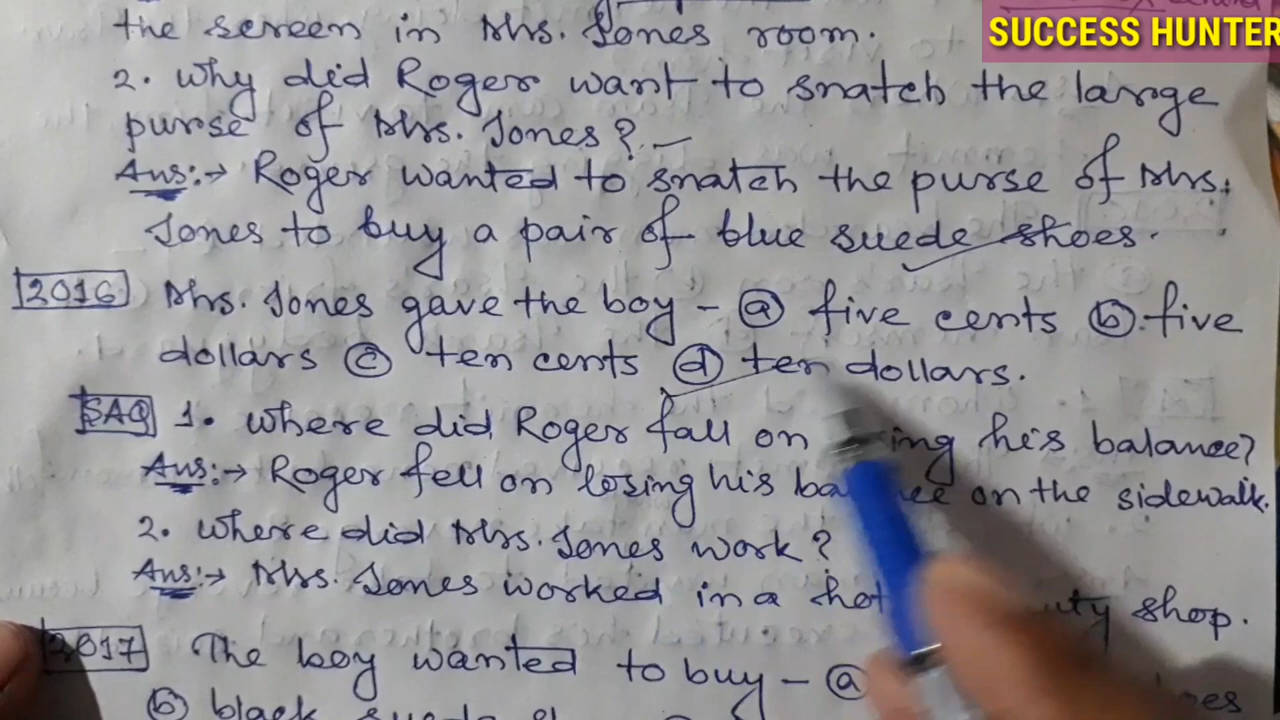 SUCCESS HUNTER
the screen in Mrs. Jones room.
2. Why did Roger want to snatch the large
purse of Mrs. Jones?
Ans:→ Roger wanted to snatch the purse of Mrs.
Jones to buy a pair of blue suede shoes.
2016 Mrs. Jones gave the boy - ⓐ five cents ⓑ five
dollars ⓒ ten cents ⓓ ten dollars.
SAQ 1. Where did Roger fall on his balance?
Ans:→ Roger fell on losing his on the sidewalk.
2. Where did Mrs. Jones work?
Ans:→ Mrs. Jones worked in a shop.
2017 The boy wanted to buy - ⓐ
ⓑ black suede